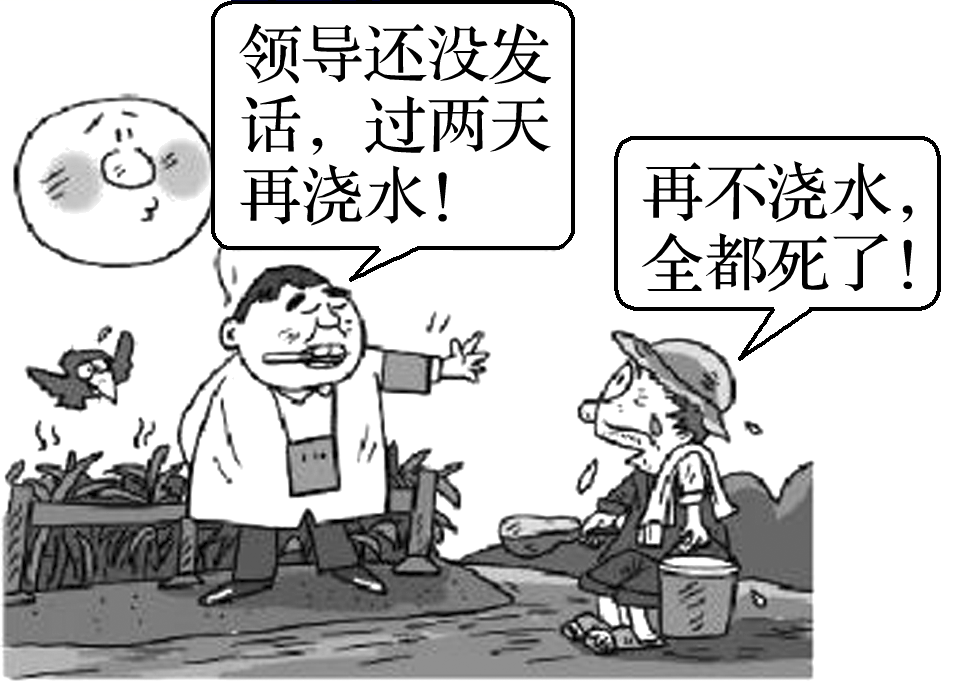 领导还没发
话，过两天
再浇水！
再不浇水，
全都死了！